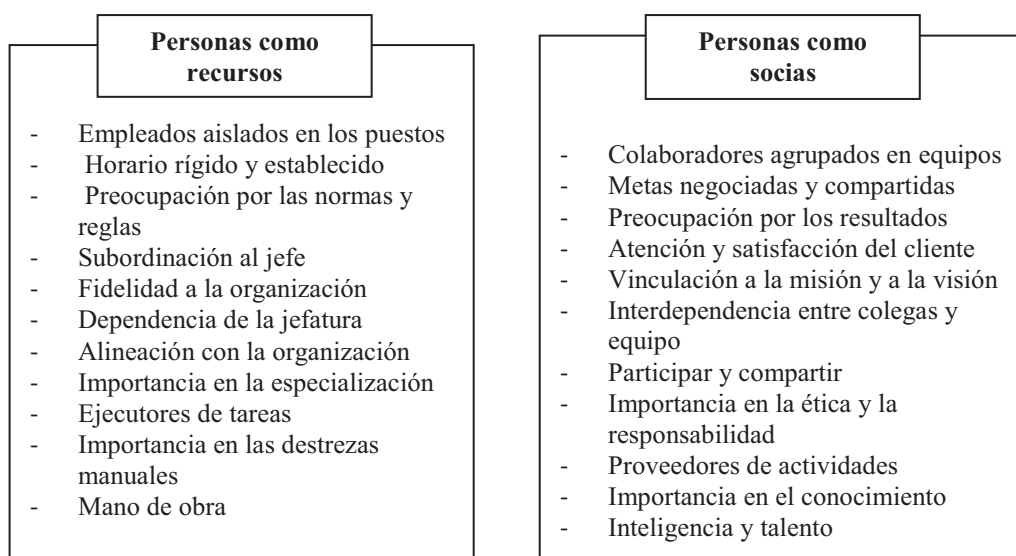 Personas como
recursos
- Empleados aislados en los puestos
- Horario rígido y establecido
- Preocupación por las normas y
reglas
- Subordinación al jefe
- Fidelidad a la organización
- Dependencia de la jefatura
- Alineación con la organización
- Importancia en la especialización
- Ejecutores de tareas
- Importancia en las destrezas
manuales
- Mano de obra
Personas como
socias
- Colaboradores agrupados en equipos
- Metas negociadas y compartidas
- Preocupación por los resultados
- Atención y satisfacción del cliente
- Vinculación a la misión y a la visión
- Interdependencia entre colegas y
equipo
- Participar y compartir
- Importancia en la ética y la
responsabilidad
- Proveedores de actividades
- Importancia en el conocimiento
- Inteligencia y talento